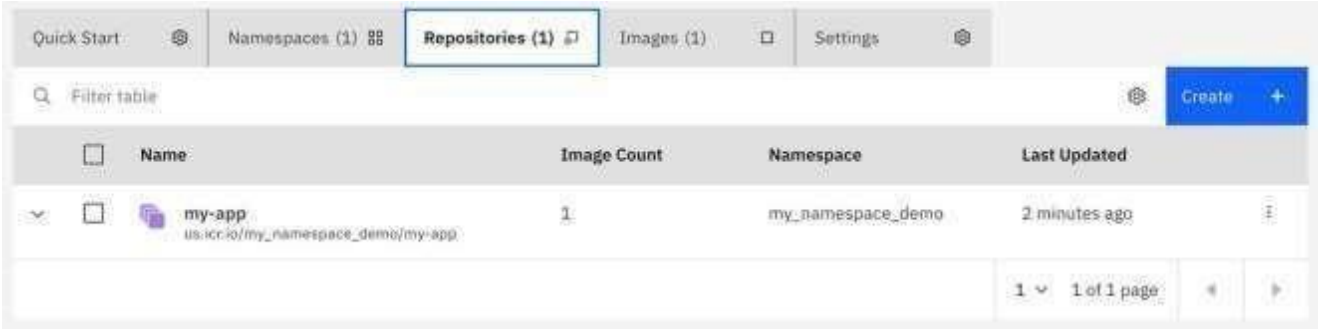 Quick Start Namespaces (1) Repositories (1) Images (1) Settings
Filter table Create +
Name Image Count Namespace Last Updated
my-app 1 my_namespace_demo 2 minutes ago
us.icr.io/my_namespace_demo/my-app
1 1 of 1 page